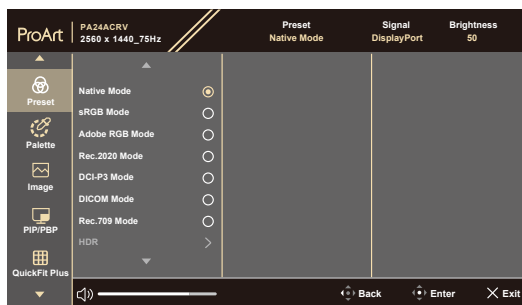 ProArt
PA24ACRV
2560 x 1440_75Hz
Preset
Native Mode
Signal
DisplayPort
Brightness
50
Preset
Palette
Image
PIP/PBP
QuickFit Plus
Native Mode
sRGB Mode
Adobe RGB Mode
Rec.2020 Mode
DCI-P3 Mode
DICOM Mode
Rec.709 Mode
HDR
Back
Enter
Exit